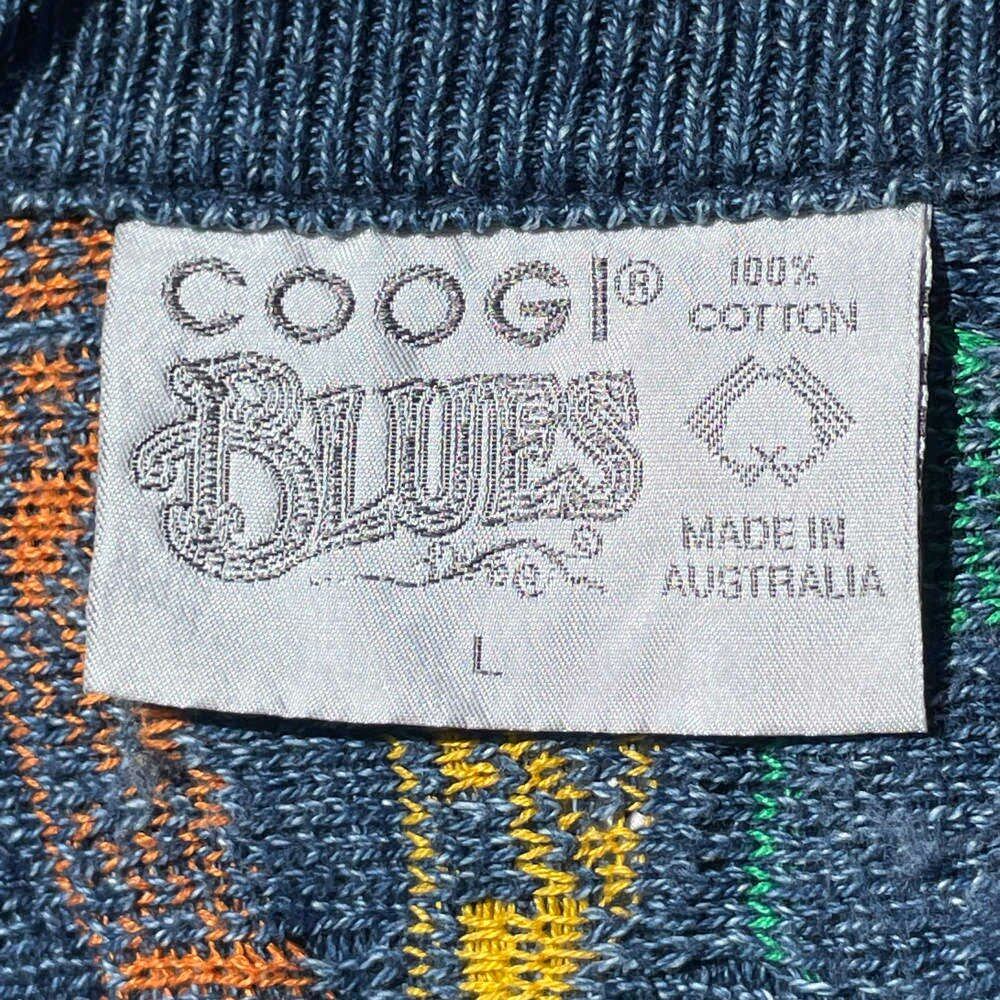 COOGI®
BLUES
L
100%
COTTON
MADE IN
AUSTRALIA